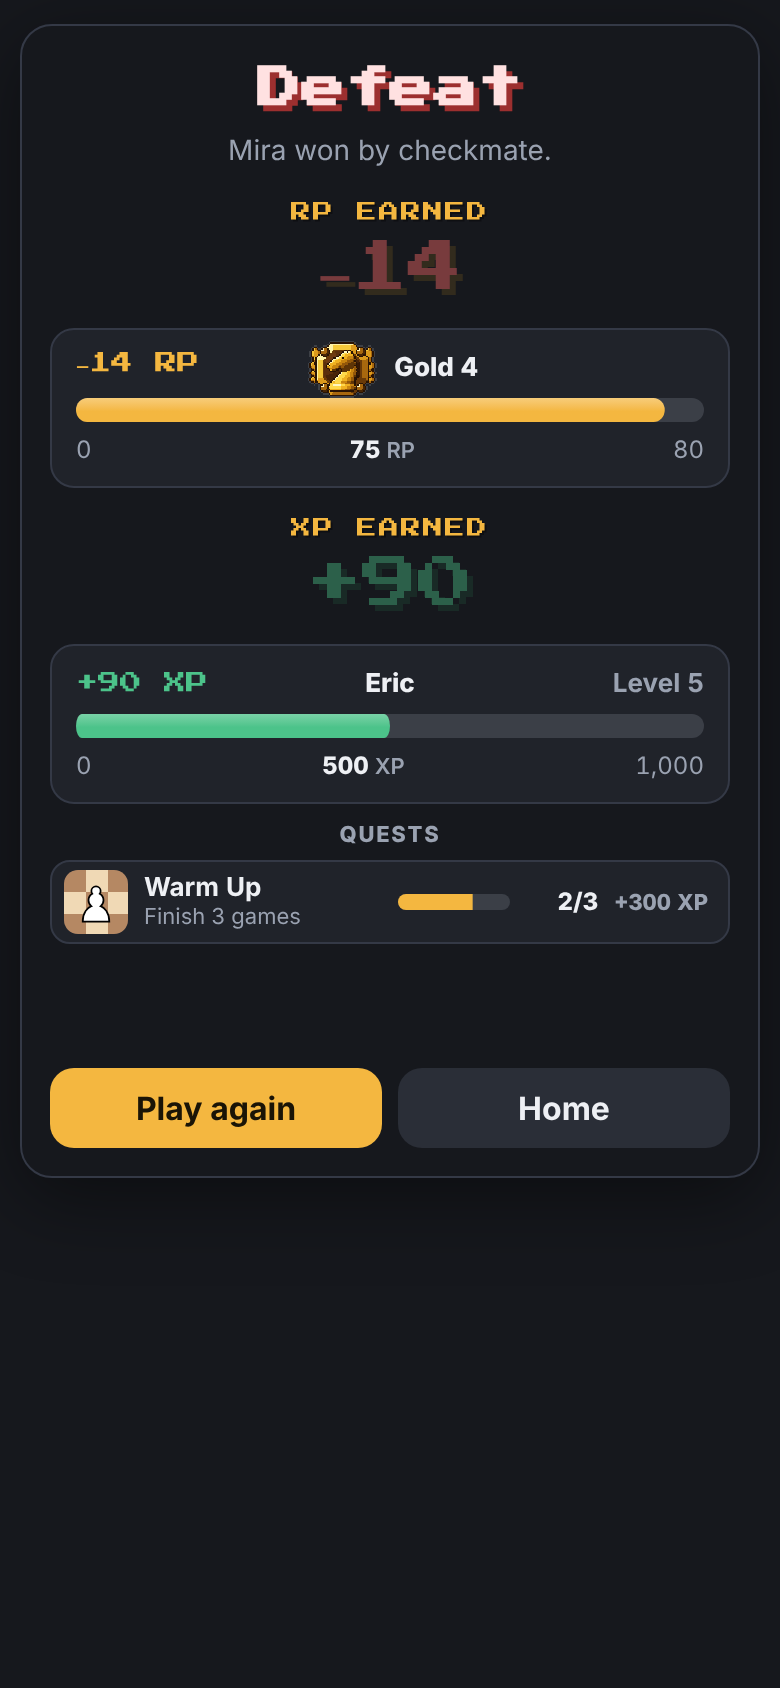 Defeat
Mira won by checkmate.
RP EARNED
-14
-14 RP Gold 4
0 75 RP 80
XP EARNED
+90
+90 XP Eric Level 5
0 500 XP 1,000
QUESTS
Warm Up
Finish 3 games
2/3 +300 XP
Play again Home